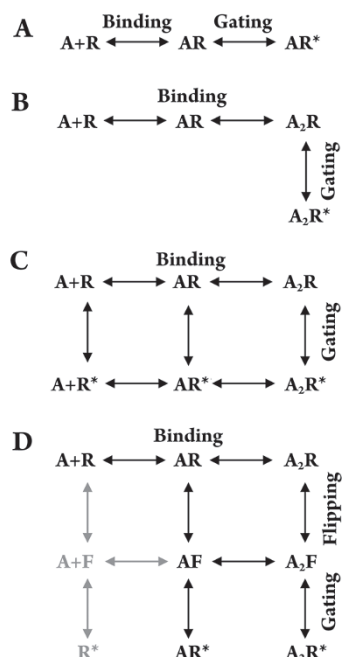 A
Binding Gating
A+R AR AR*
B
Binding
A+R AR A₂R
Gating
A₂R*
C
Binding
A+R AR A₂R
Gating
A+R* AR* A₂R*
D
Binding
A+R AR A₂R
Flipping
A+F AF A₂F
Gating
R* AR* A₂R*